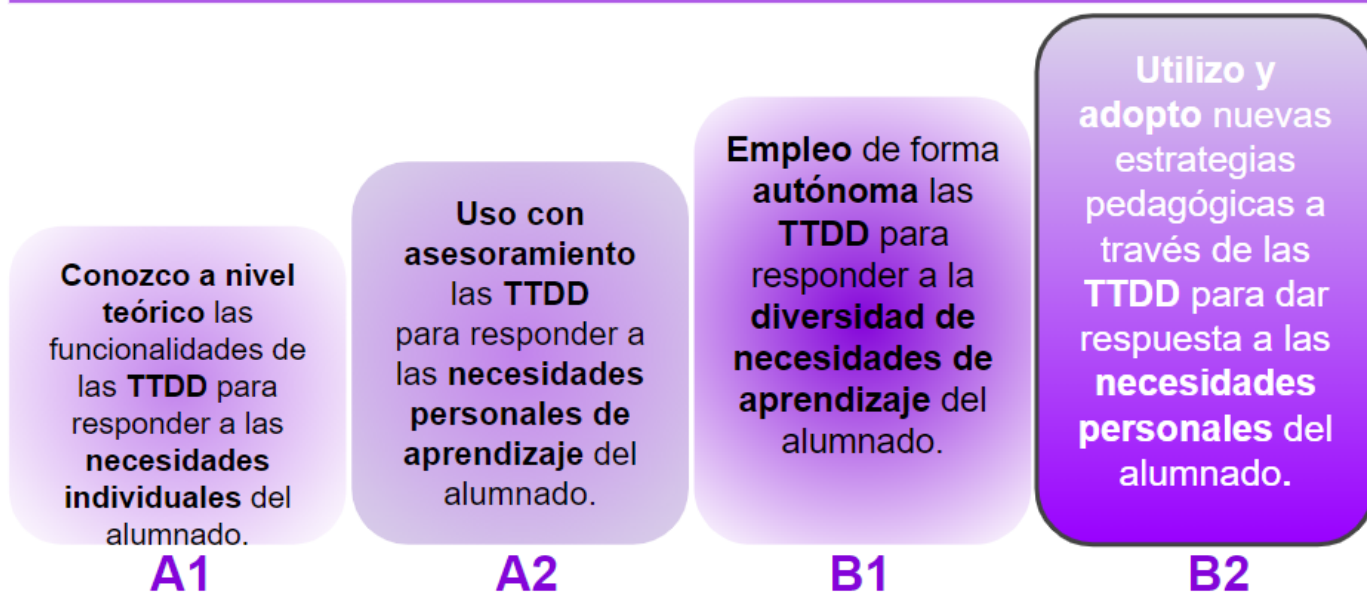 Conozco a nivel
teórico las
funcionalidades de
las TTDD para
responder a las
necesidades
individuales del
alumnado.
A1
Uso con
asesoramiento
las TTDD
para responder a
las necesidades
personales de
aprendizaje del
alumnado.
A2
Empleo de forma
autónoma las
TTDD para
responder a la
diversidad de
necesidades de
aprendizaje del
alumnado.
B1
Utilizo y
adopto nuevas
estrategias
pedagógicas a
través de las
TTDD para dar
respuesta a las
necesidades
personales del
alumnado.
B2